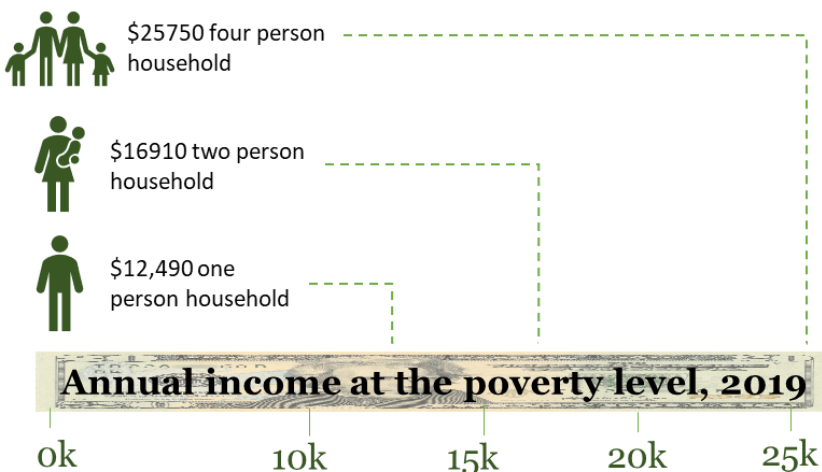 $25750 four person
household
$16910 two person
household
$12,490 one
person household
Annual income at the poverty level, 2019
0k 10k 15k 20k 25k